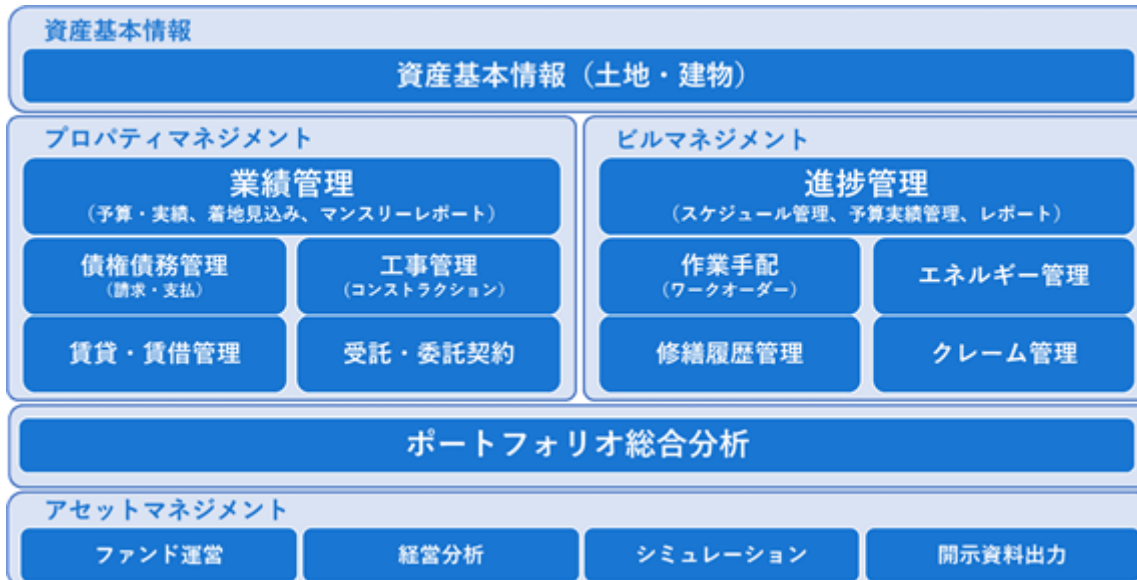 資産基本情報
資産基本情報（土地・建物）
プロパティマネジメント
業績管理
（予算・実績、着地見込み、マンスリーレポート）
債権債務管理
（請求・支払）
工事管理
（コンストラクション）
賃貸・賃借管理
受託・委託契約
ビルマネジメント
進捗管理
（スケジュール管理、予算実績管理、レポート）
作業手配
（ワークオーダー）
エネルギー管理
修繕履歴管理
クレーム管理
ポートフォリオ総合分析
アセットマネジメント
ファンド運営
経営分析
シミュレーション
開示資料出力